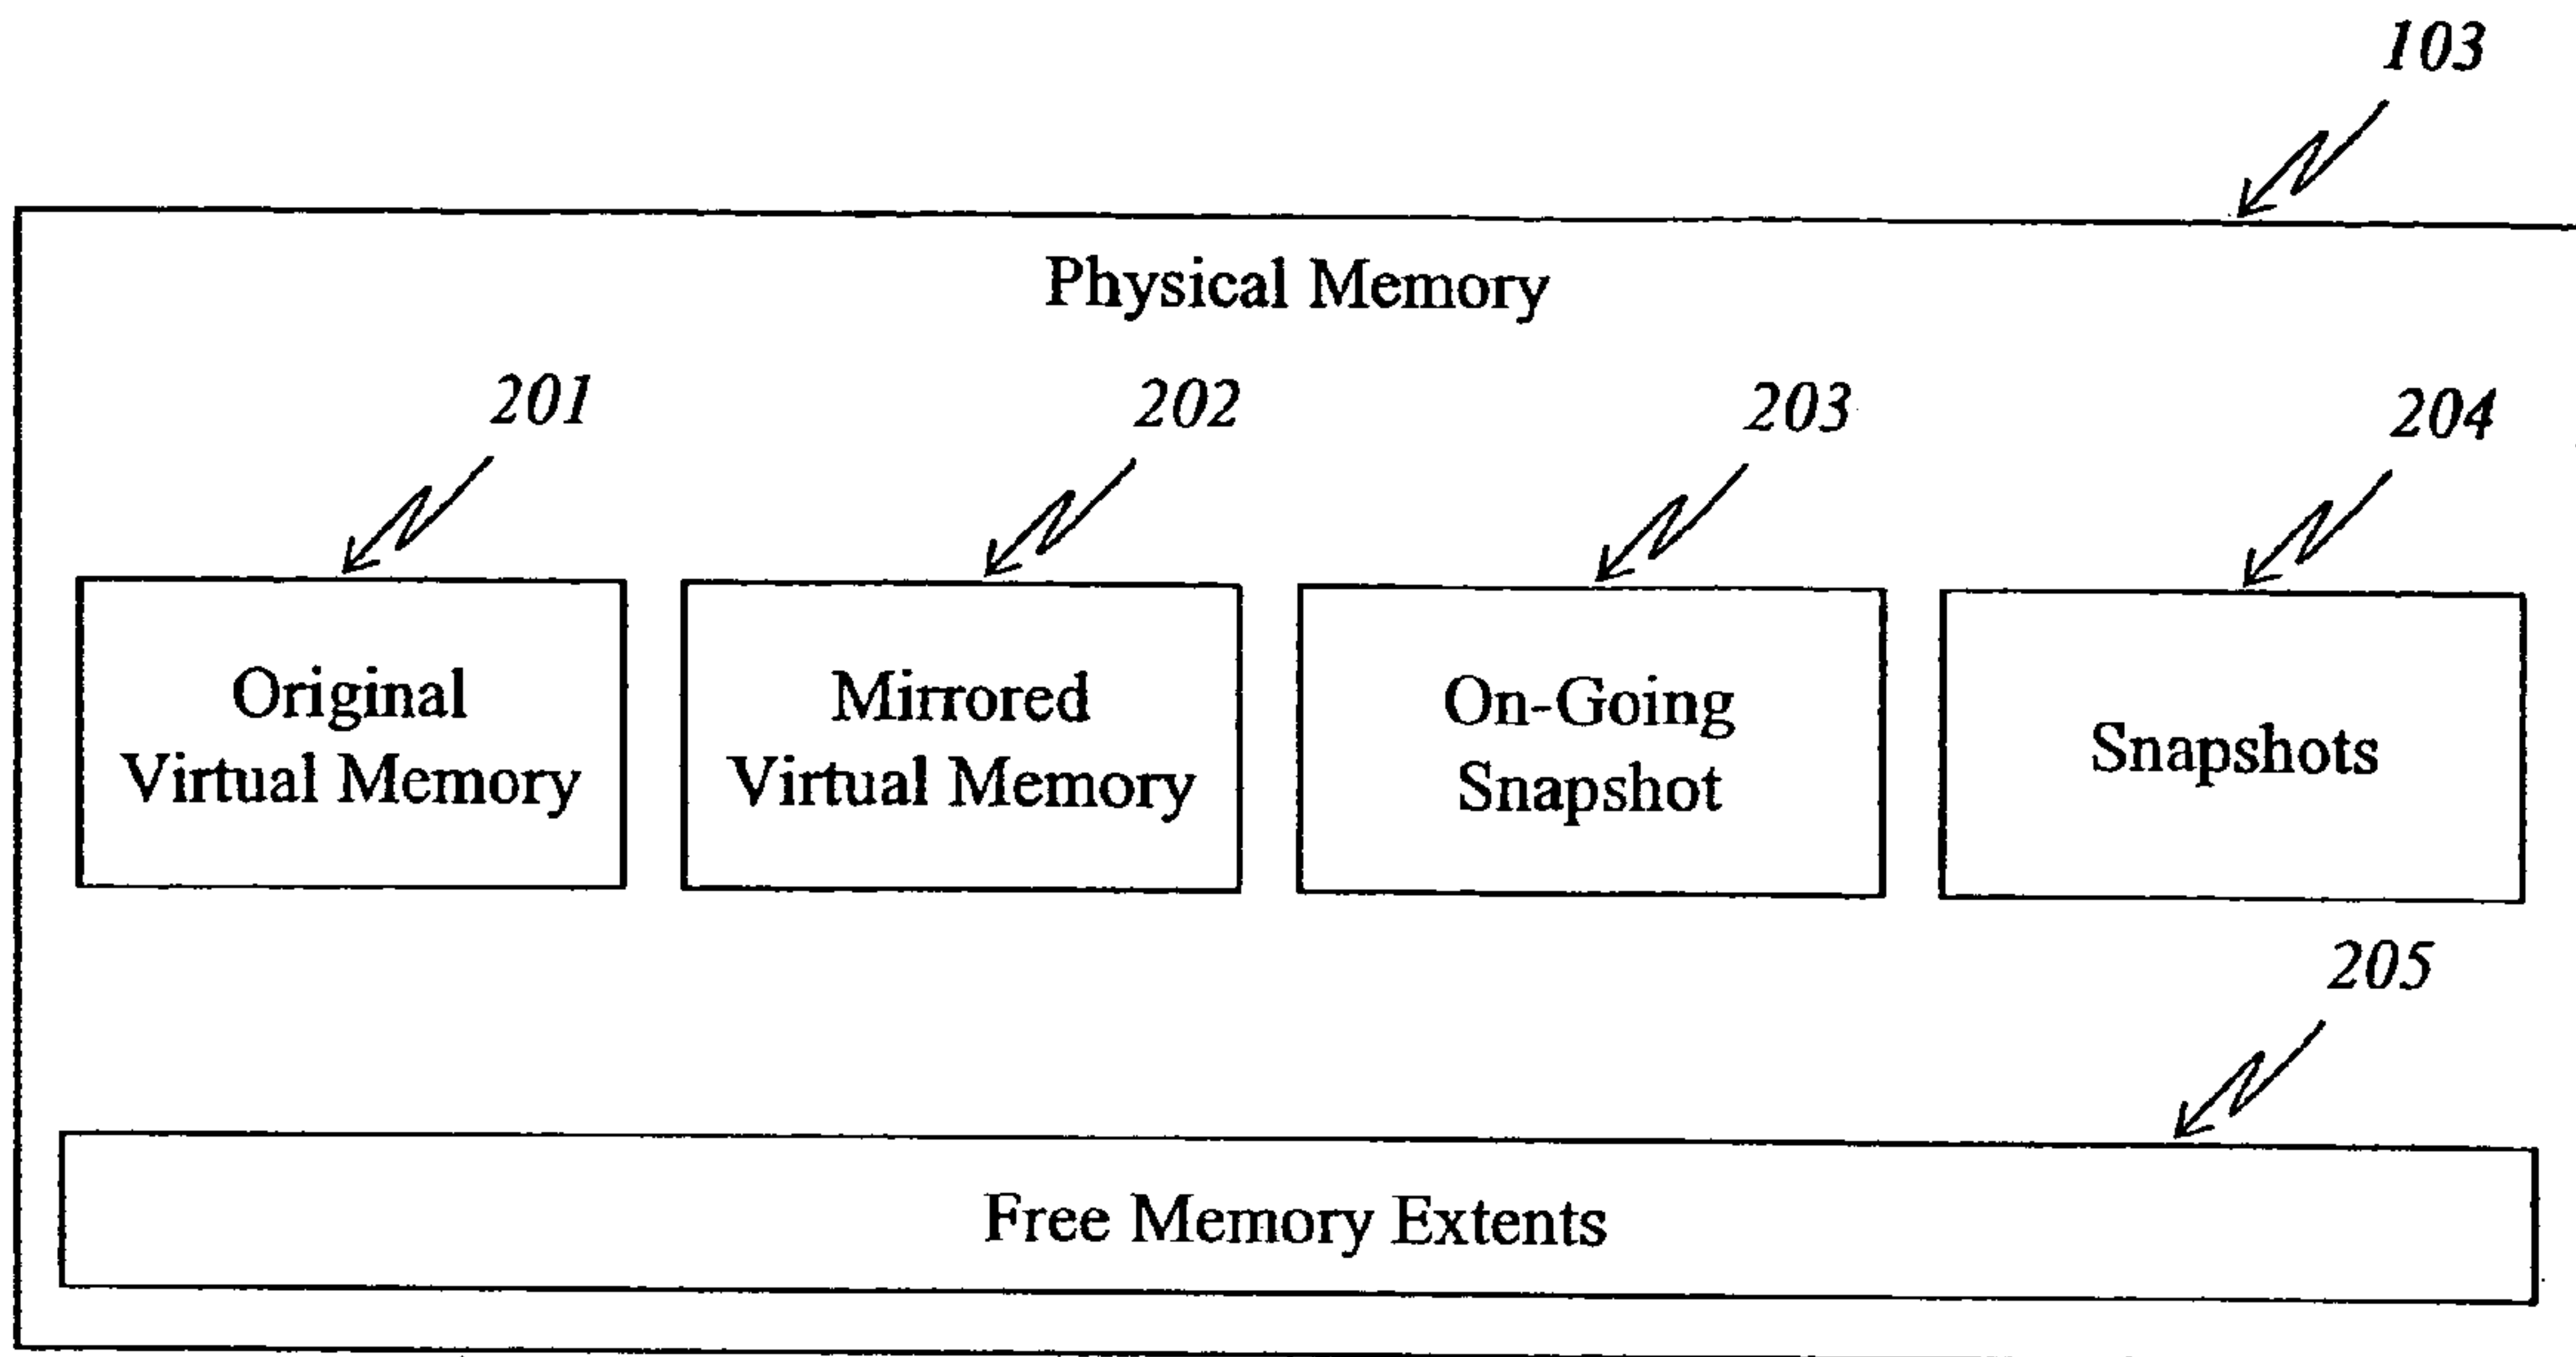 103
Physical Memory
201
202
203
204
Original
Virtual Memory
Mirrored
Virtual Memory
On-Going
Snapshot
Snapshots
205
Free Memory Extents